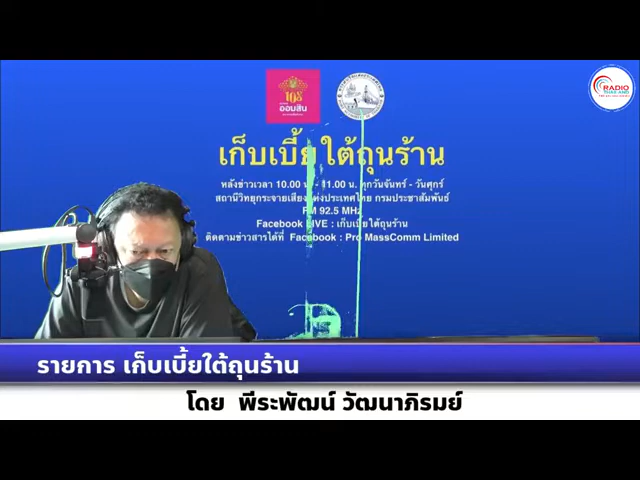 108
ออมสิน
RADIO
THAILAND
เก็บเบี้ยใต้ถุนร้าน
หลังข่าวเวลา 10.00 น. - 11.00 น. ทุกวันจันทร์ - วันศุกร์
สถานีวิทยุกระจายเสียงแห่งประเทศไทย กรมประชาสัมพันธ์
FM 92.5 MHz
Facebook LIVE : เก็บเบี้ยใต้ถุนร้าน
ติดตามข่าวสารได้ที่ Facebook : Pro MassComm Limited
รายการ เก็บเบี้ยใต้ถุนร้าน
โดย พีระพัฒน์ วัฒนาภิรมย์